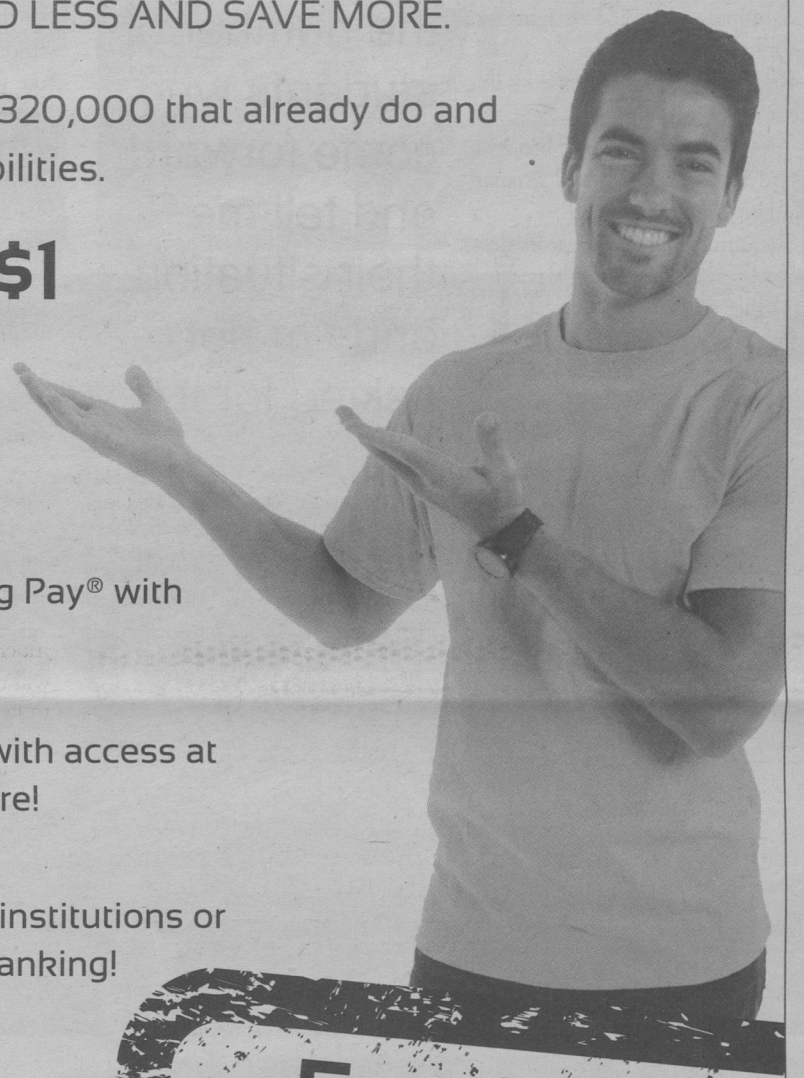 D LESS AND SAVE MORE.
320,000 that already do and
bilities.
$1
g Pay® with
with access at
re!
institutions or
anking!